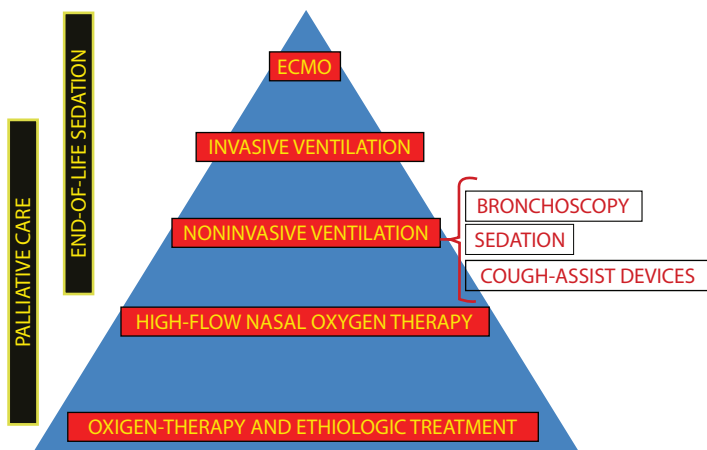 ECMO
INVASIVE VENTILATION
NONINVASIVE VENTILATION
BRONCHOSCOPY
SEDATION
COUGH-ASSIST DEVICES
HIGH-FLOW NASAL OXYGEN THERAPY
OXIGEN-THERAPY AND ETHIOLOGIC TREATMENT
PALLIATIVE CARE
END-OF-LIFE SEDATION